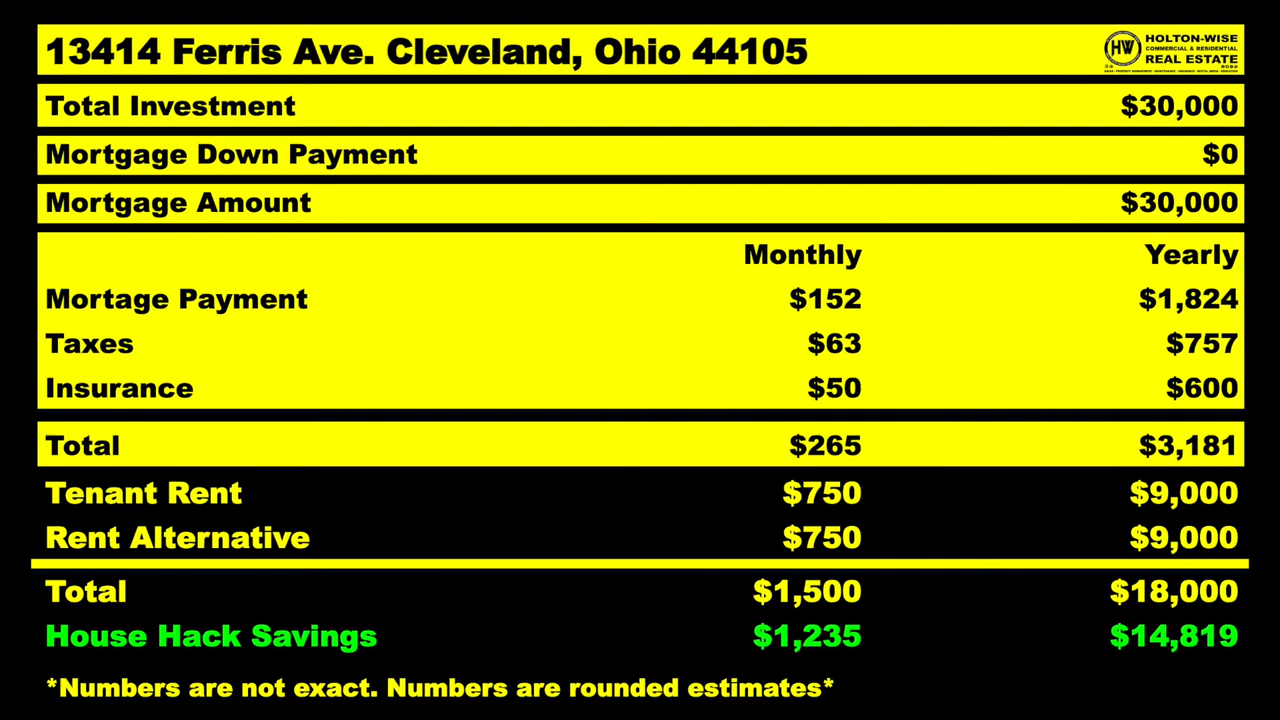 13414 Ferris Ave. Cleveland, Ohio 44105
HW
HOLTON-WISE
COMMERCIAL & RESIDENTIAL
REAL ESTATE
Total Investment $30,000
Mortgage Down Payment $0
Mortgage Amount $30,000
Monthly Yearly
Mortage Payment $152 $1,824
Taxes $63 $757
Insurance $50 $600
Total $265 $3,181
Tenant Rent $750 $9,000
Rent Alternative $750 $9,000
Total $1,500 $18,000
House Hack Savings $1,235 $14,819
*Numbers are not exact. Numbers are rounded estimates*